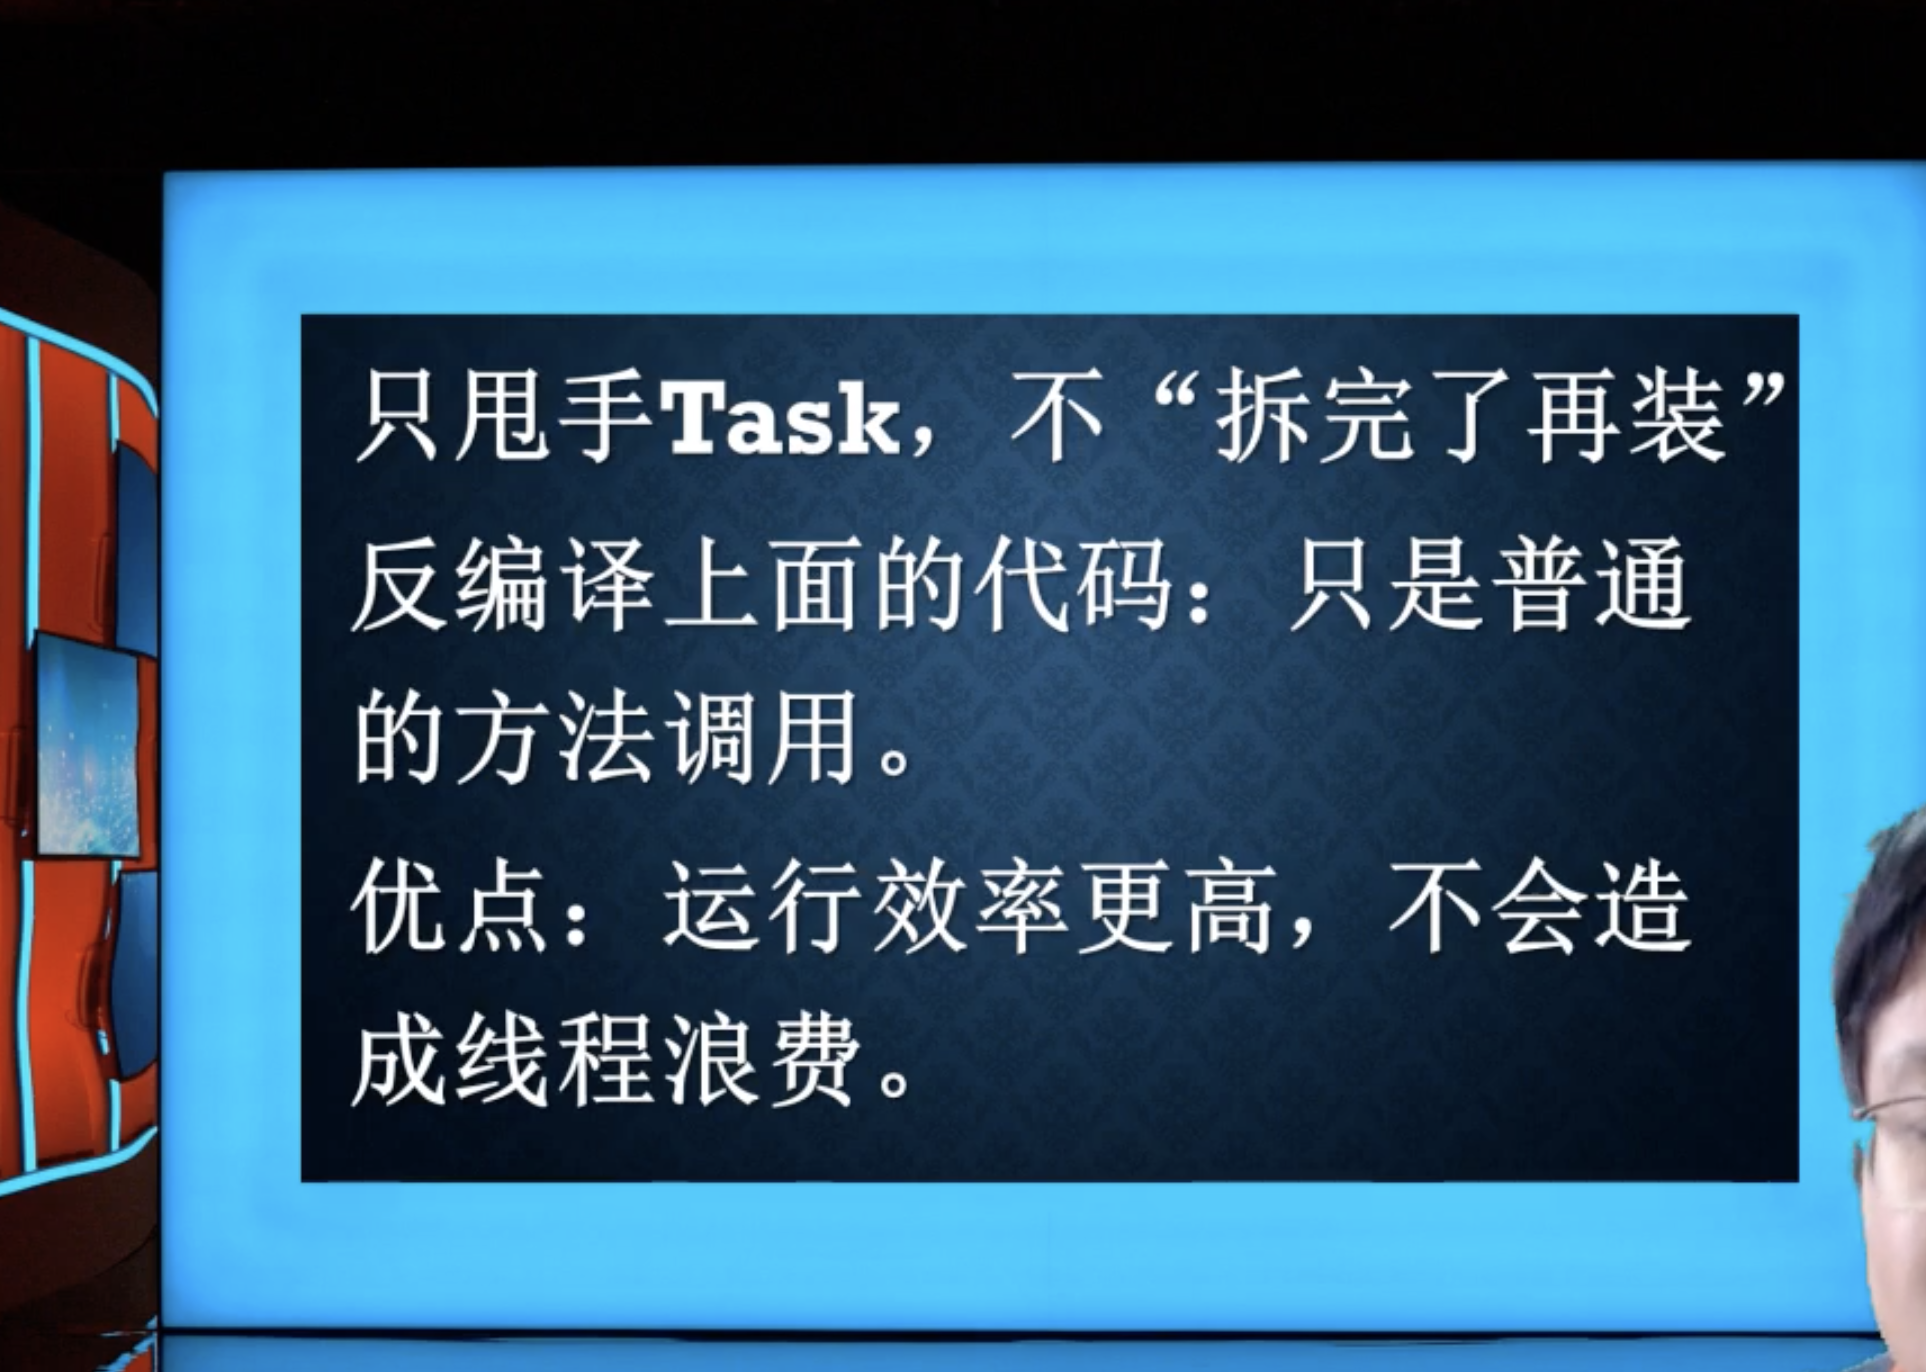 只甩手Task，不“拆完了再装”
反编译上面的代码：只是普通
的方法调用。
优点：运行效率更高，不会造
成线程浪费。